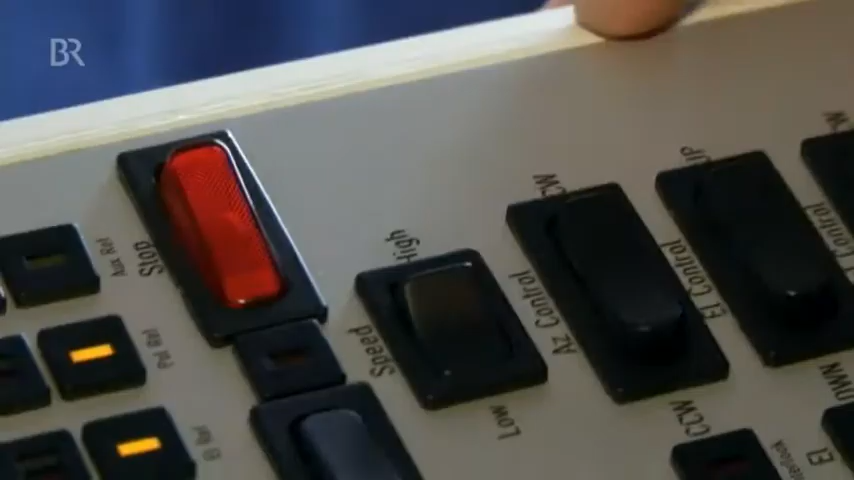 BR
CW
UP
CW
High
Aux Ref
Stop
El Control
Az Control
Speed
Pol Ref
Low
CCW
El Ref
El